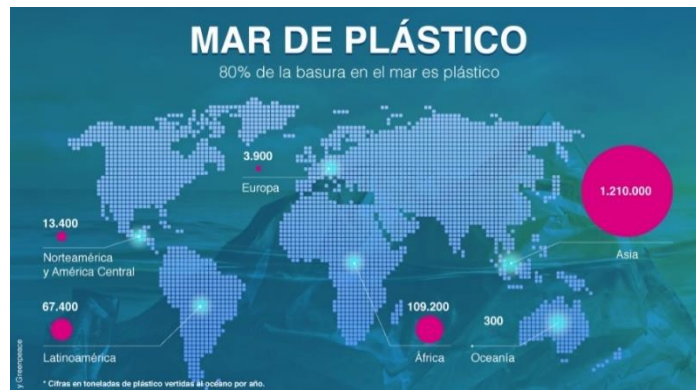 MAR DE PLÁSTICO
80% de la basura en el mar es plástico
3.900
Europa
1.210.000
Asia
13.400
Norteamérica
y América Central
67.400
Latinoamérica
109.200
África
300
Oceanía
* Cifras en toneladas de plástico vertidas al océano por año.
y Greenpeace